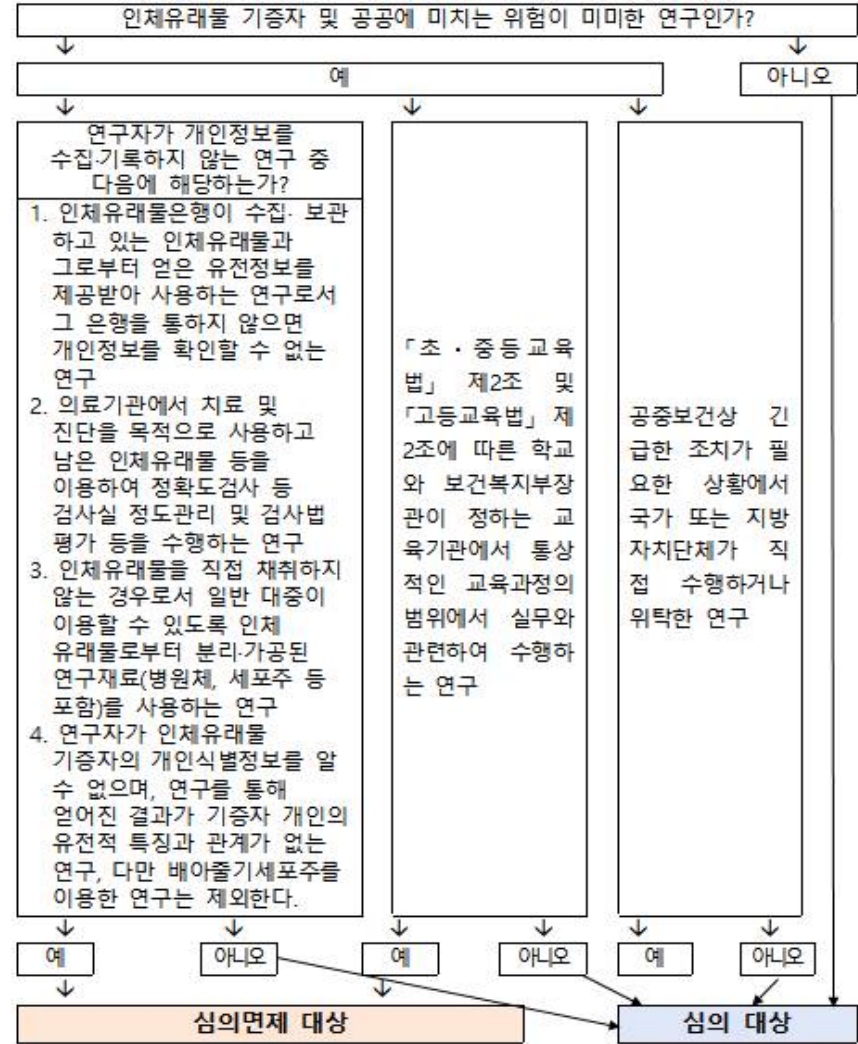 인체유래물 기증자 및 공공에 미치는 위험이 미미한 연구인가?
예
아니오
연구자가 개인정보를
수집·기록하지 않는 연구 중
다음에 해당하는가?
1. 인체유래물은행이 수집· 보관
하고 있는 인체유래물과
그로부터 얻은 유전정보를
제공받아 사용하는 연구로서
그 은행을 통하지 않으면
개인정보를 확인할 수 없는
연구
2. 의료기관에서 치료 및
진단을 목적으로 사용하고
남은 인체유래물 등을
이용하여 정확도검사 등
검사실 정도관리 및 검사법
평가 등을 수행하는 연구
3. 인체유래물을 직접 채취하지
않는 경우로서 일반 대중이
이용할 수 있도록 인체
유래물로부터 분리·가공된
연구재료(병원체, 세포주 등
포함)를 사용하는 연구
4. 연구자가 인체유래물
기증자의 개인식별정보를 알
수 없으며, 연구를 통해
얻어진 결과가 기증자 개인의
유전적 특징과 관계가 없는
연구, 다만 배아줄기세포주를
이용한 연구는 제외한다.
「초・중등교육
법」 제2조 및
「고등교육법」 제
2조에 따른 학교
와 보건복지부장
관이 정하는 교
육기관에서 통상
적인 교육과정의
범위에서 실무와
관련하여 수행하
는 연구
공중보건상 긴
급한 조치가 필
요한 상황에서
국가 또는 지방
자치단체가 직
접 수행하거나
위탁한 연구
예
아니오
예
아니오
예
아니오
심의면제 대상
심의 대상